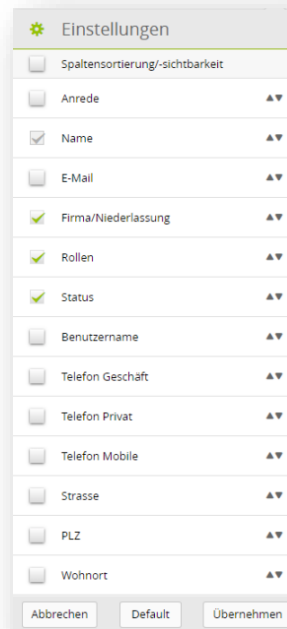 Einstellungen
Spaltensortierung/-sichtbarkeit
Anrede
Name
E-Mail
Firma/Niederlassung
Rollen
Status
Benutzername
Telefon Geschäft
Telefon Privat
Telefon Mobile
Strasse
PLZ
Wohnort
Abbrechen Default Übernehmen